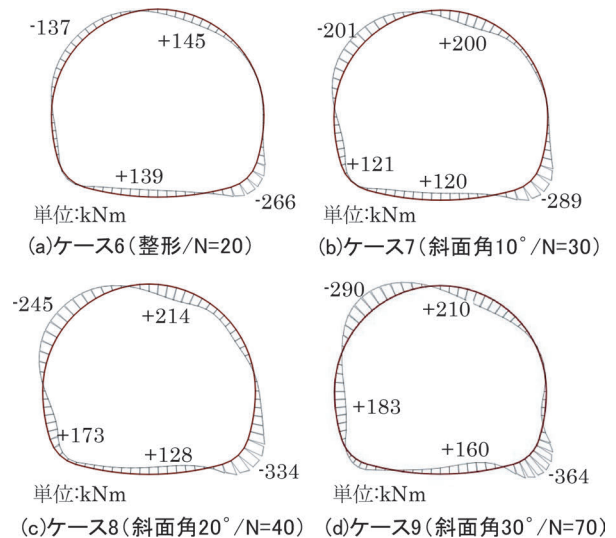 -137
+145
+139
-266
単位:kNm
(a)ケース6(整形/N=20)
-201
+200
+121
+120
-289
単位:kNm
(b)ケース7(斜面角10°/N=30)
-245
+214
+173
+128
-334
単位:kNm
(c)ケース8(斜面角20°/N=40)
-290
+210
+183
+160
-364
単位:kNm
(d)ケース9(斜面角30°/N=70)